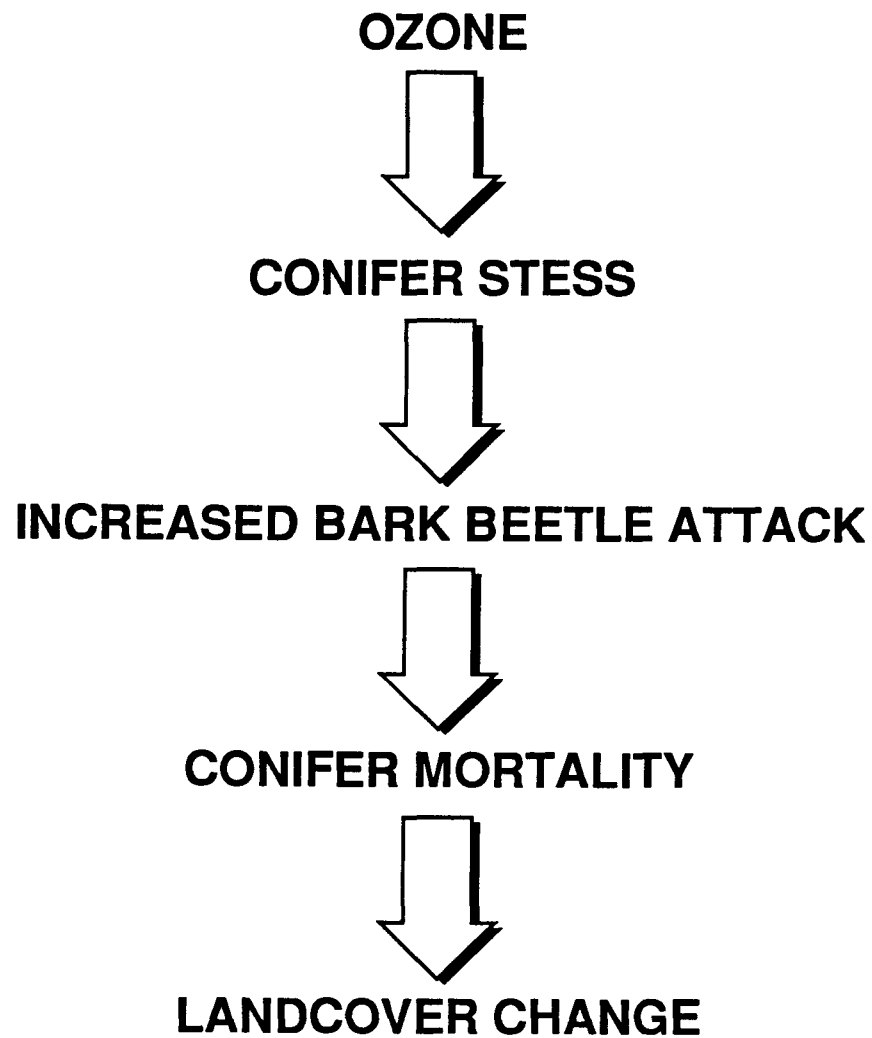 OZONE
CONIFER STESS
INCREASED BARK BEETLE ATTACK
CONIFER MORTALITY
LANDCOVER CHANGE